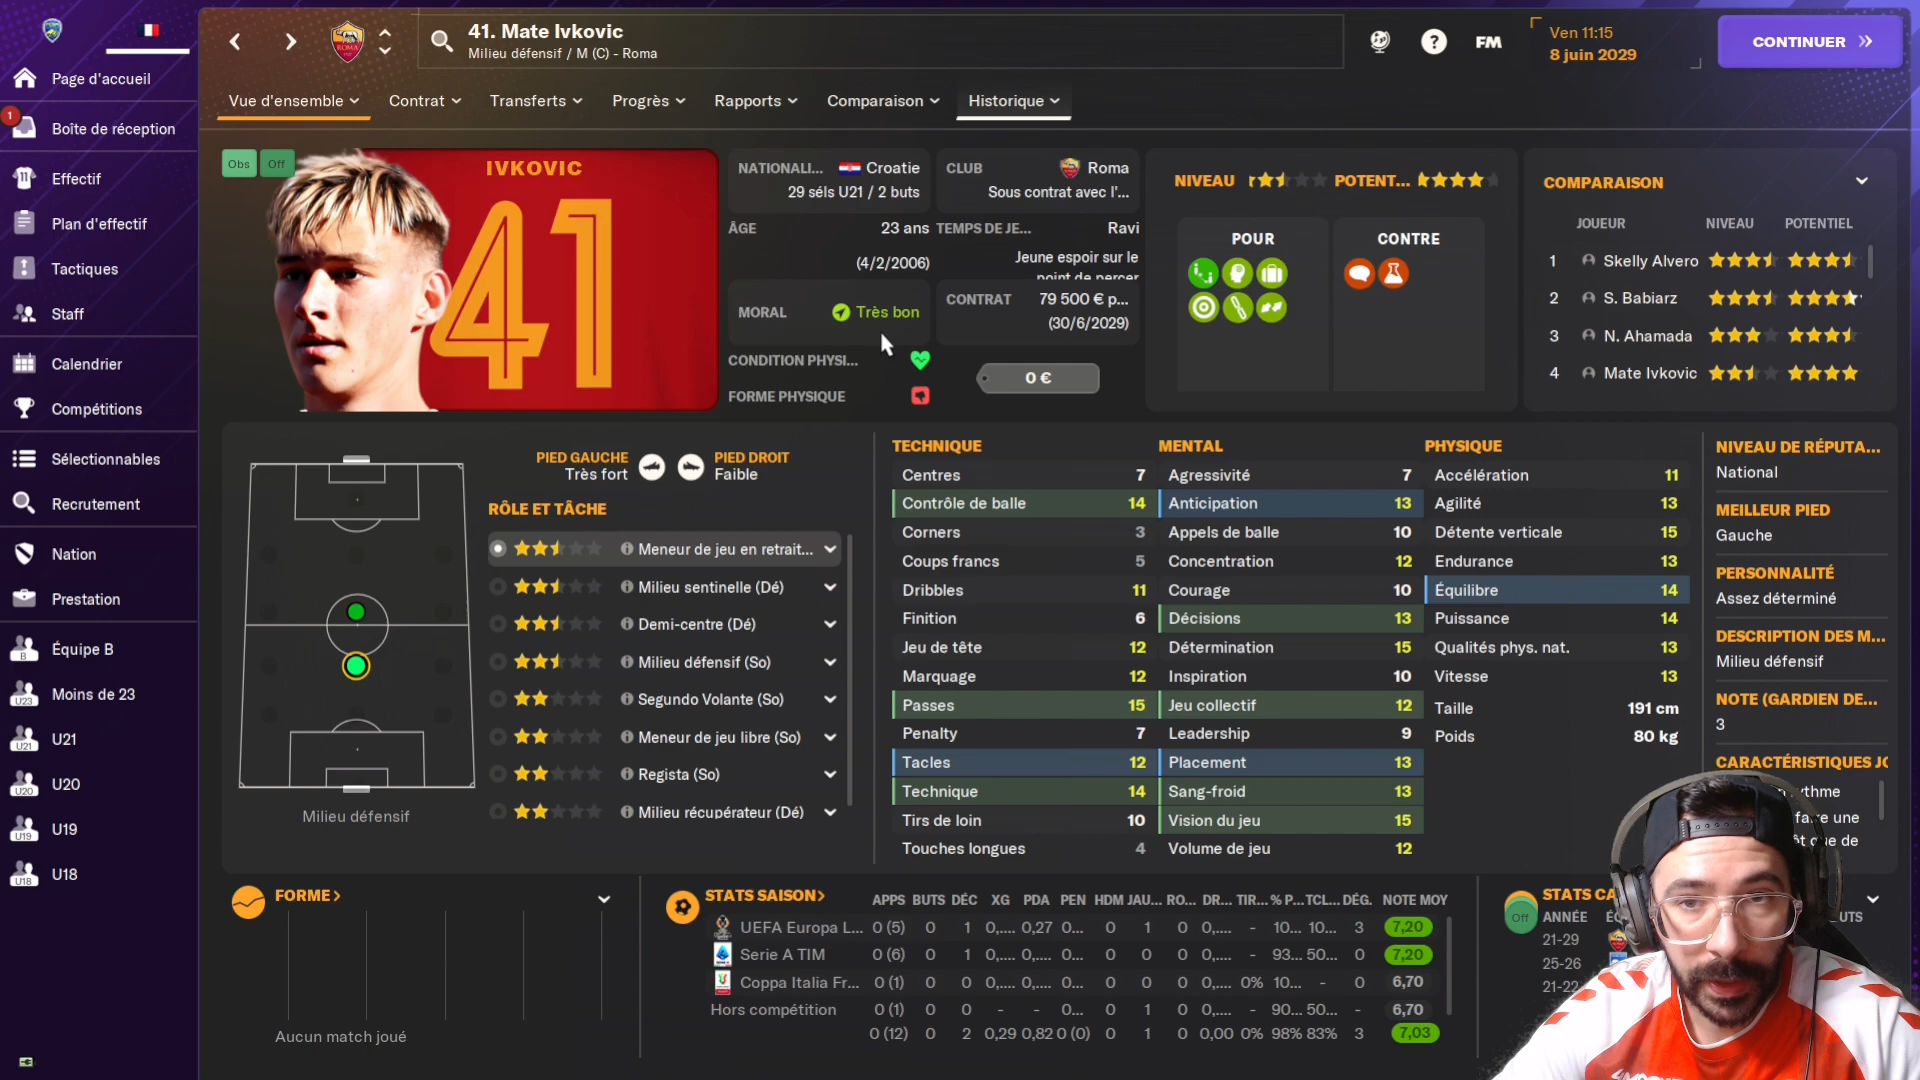 41. Mate Ivkovic
Milieu défensif / M (C) - Roma
FM
Ven 11:15
8 juin 2029
CONTINUER
Page d'accueil
1
Boîte de réception
Effectif
Plan d'effectif
Tactiques
Staff
Calendrier
Compétitions
Sélectionnables
Recrutement
Nation
Prestation
Équipe B
Moins de 23
U21
U20
U19
U18
Vue d'ensemble
Contrat
Transferts
Progrès
Rapports
Comparaison
Historique
Obs
Off
IVKOVIC
41
NATIONALI... Croatie
29 séls U21 / 2 buts
CLUB Roma
Sous contrat avec l'...
ÂGE 23 ans
(4/2/2006)
TEMPS DE JE... Ravi
Jeune espoir sur le
point de percer
MORAL Très bon
CONTRAT 79 500 € p...
(30/6/2029)
CONDITION PHYSI...
FORME PHYSIQUE
0 €
NIVEAU
POTENT...
POUR
CONTRE
COMPARAISON
JOUEUR NIVEAU POTENTIEL
1 Skelly Alvero
2 S. Babiarz
3 N. Ahamada
4 Mate Ivkovic
PIED GAUCHE
Très fort
PIED DROIT
Faible
RÔLE ET TÂCHE
Meneur de jeu en retrait...
Milieu sentinelle (Dé)
Demi-centre (Dé)
Milieu défensif (So)
Segundo Volante (So)
Meneur de jeu libre (So)
Regista (So)
Milieu récupérateur (Dé)
Milieu défensif
TECHNIQUE
Centres 7
Contrôle de balle 14
Corners 3
Coups francs 5
Dribbles 11
Finition 6
Jeu de tête 12
Marquage 12
Passes 15
Penalty 7
Tacles 12
Technique 14
Tirs de loin 10
Touches longues 4
MENTAL
Agressivité 7
Anticipation 13
Appels de balle 10
Concentration 12
Courage 10
Décisions 13
Détermination 15
Inspiration 10
Jeu collectif 12
Leadership 9
Placement 13
Sang-froid 13
Vision du jeu 15
Volume de jeu 12
PHYSIQUE
Accélération 11
Agilité 13
Détente verticale 15
Endurance 13
Équilibre 14
Puissance 14
Qualités phys. nat. 13
Vitesse 13
Taille 191 cm
Poids 80 kg
NIVEAU DE RÉPUTA...
National
MEILLEUR PIED
Gauche
PERSONNALITÉ
Assez déterminé
DESCRIPTION DES M...
Milieu défensif
NOTE (GARDIEN DE...
3
CARACTÉRISTIQUES
faire une
que de
FORME
Aucun match joué
STATS SAISON
APPS BUTS DÉC XG PDA PEN HDM JAU... RO... DR... TIR... % P... TCL... DÉG. NOTE MOY
UEFA Europa L... 0 (5) 0 1 0,.... 0,27 0... 0 1 0 0,.... - 10... 10... 3 7,20
Serie A TIM 0 (6) 0 1 0,.... 0,.... 0... 0 0 0 0,.... - 93... 50... 0 7,20
Coppa Italia Fr... 0 (1) 0 0 0,.... 0,.... 0... 0 0 0 0,.... 0% 10... - 0 6,70
Hors compétition 0 (1) 0 0 - - 0... 0 1 0 0,.... - 90... 50... - 6,70
0 (12) 0 2 0,29 0,82 0 (0) 0 1 0 0,00 0% 98% 83% 3 7,03
STATS
Off
ANNÉE
21-29
25-26
21-22